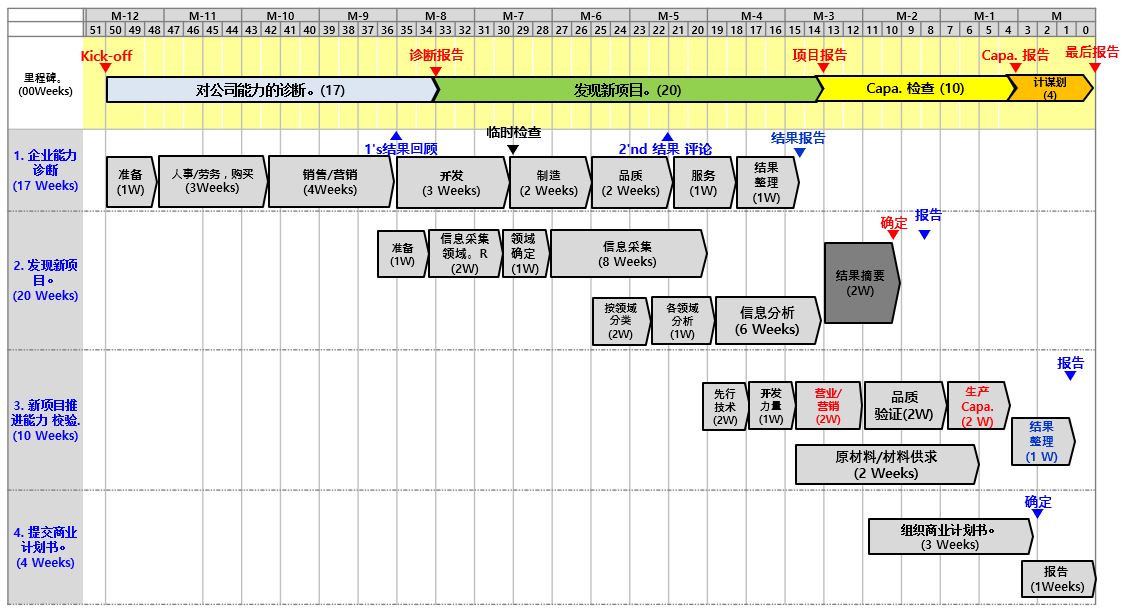 M-12 M-11 M-10 M-9 M-8 M-7 M-6 M-5 M-4 M-3 M-2 M-1 M
51 50 49 48 47 46 45 44 43 42 41 40 39 38 37 36 35 34 33 32 31 30 29 28 27 26 25 24 23 22 21 20 19 18 17 16 15 14 13 12 11 10 9 8 7 6 5 4 3 2 1 0
里程碑。
(00Weeks)
Kick-off
诊断报告
项目报告
Capa. 报告
最后报告
对公司能力的诊断。(17)
发现新项目。(20)
Capa. 检查 (10)
计谋划
(4)
1. 企业能力
诊断
(17 Weeks)
1's结果回顾
临时检查
2'nd 结果 评论
结果报告
准备
(1W)
人事/劳务 , 购买
(3Weeks)
销售/营销
(4Weeks)
开发
(3 Weeks)
制造
(2 Weeks)
品质
(2 Weeks)
服务
(1W)
结果
整理
(1W)
2. 发现新项
目。
(20 Weeks)
确定
报告
准备
(1W)
信息采集
领域。R
(2W)
领域
确定
(1W)
信息采集
(8 Weeks)
结果摘要
(2W)
按领域
分类
(2W)
各领域
分析
(1W)
信息分析
(6 Weeks)
3. 新项目推
进能力 校验.
(10 Weeks)
报告
先行
技术
(2W)
开发
力量
(1W)
营业/
营销
(2W)
品质
验证(2W)
生产
Capa.
(2 W)
结果
整理
(1 W)
原材料/材料供求
(2 Weeks)
4. 提交商业
计划书。
(4 Weeks)
确定
组织商业计划书。
(3 Weeks)
报告
(1Weeks)